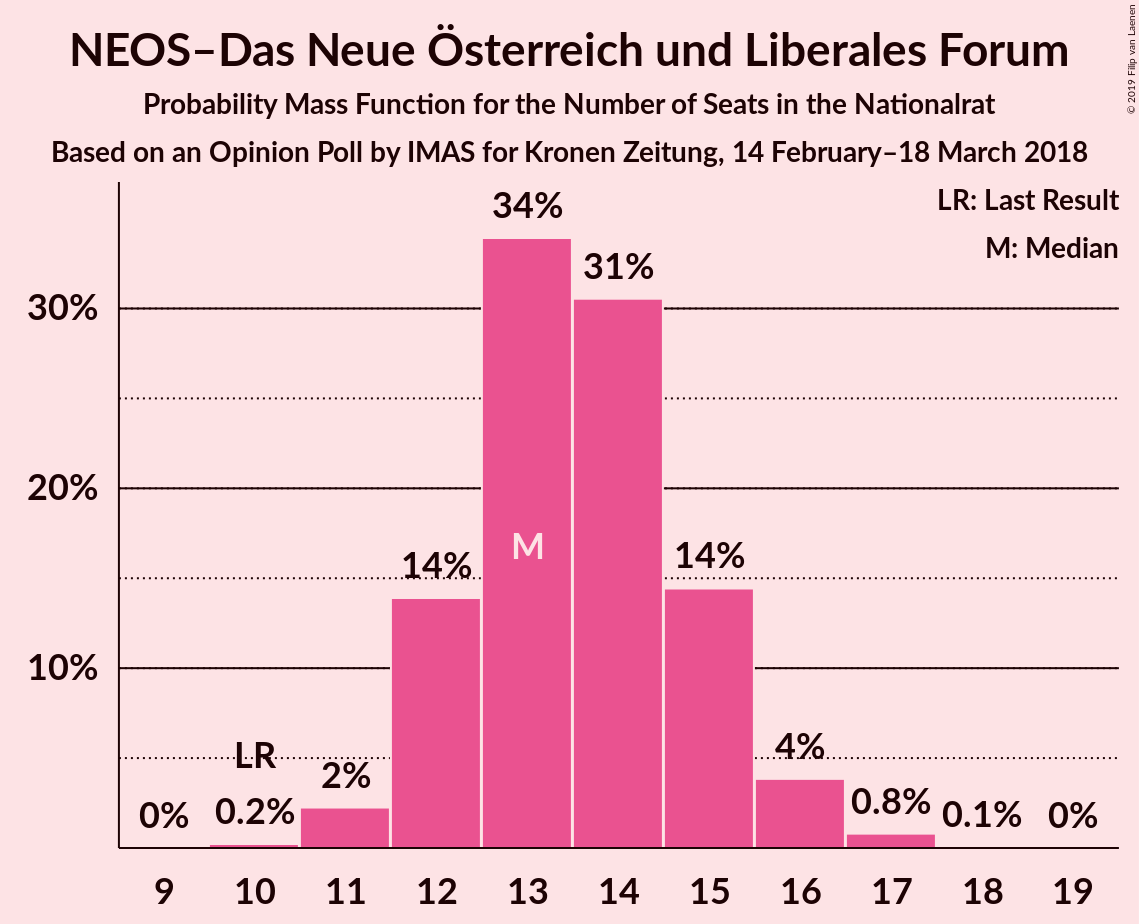 NEOS–Das Neue Österreich und Liberales Forum
Probability Mass Function for the Number of Seats in the Nationalrat
Based on an Opinion Poll by IMAS for Kronen Zeitung, 14 February–18 March 2018
© 2019 Filip van Laenen
LR: Last Result
M: Median
34%
31%
30%
20%
M
14%
14%
10%
LR
2%
4%
0%
0.2%
0.8%
0.1%
0%
9 10 11 12 13 14 15 16 17 18 19